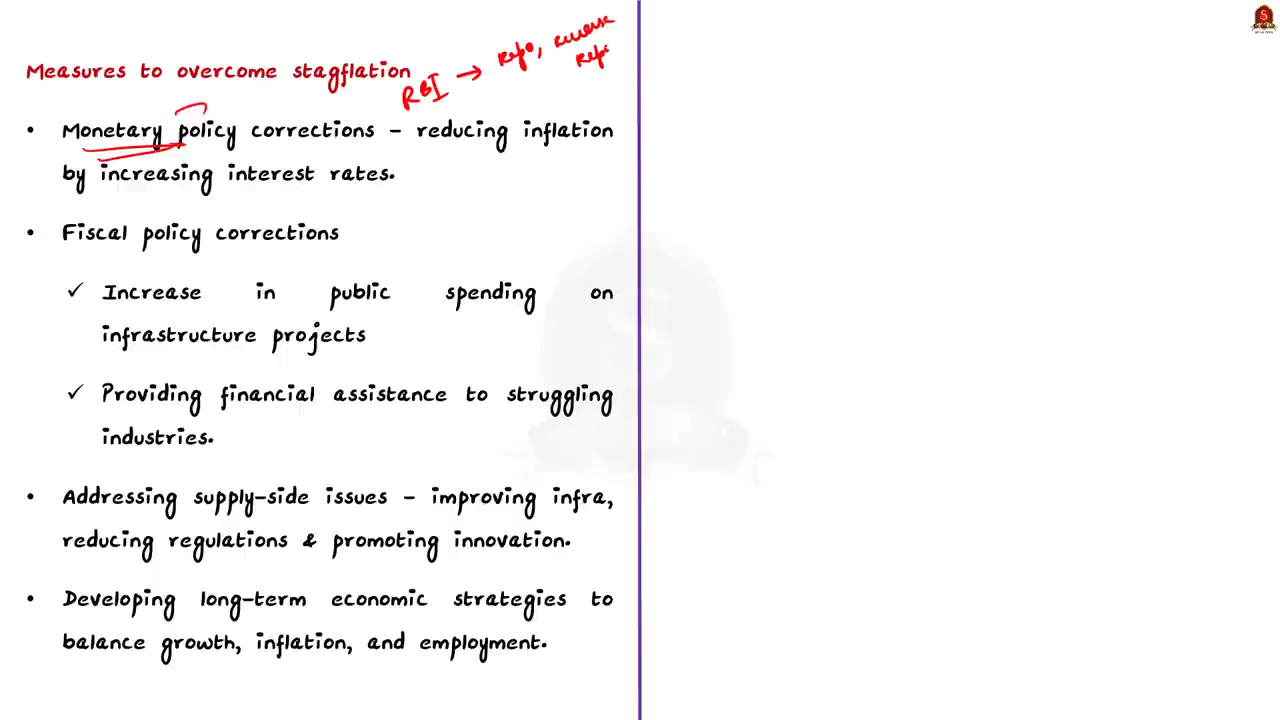 Measures to overcome stagflation
RBI → Repo, reverse
Repo
• Monetary policy corrections – reducing inflation
by increasing interest rates.
• Fiscal policy corrections
✓ Increase in public spending on
infrastructure projects
✓ Providing financial assistance to struggling
industries.
• Addressing supply-side issues – improving infra,
reducing regulations & promoting innovation.
• Developing long-term economic strategies to
balance growth, inflation, and employment.